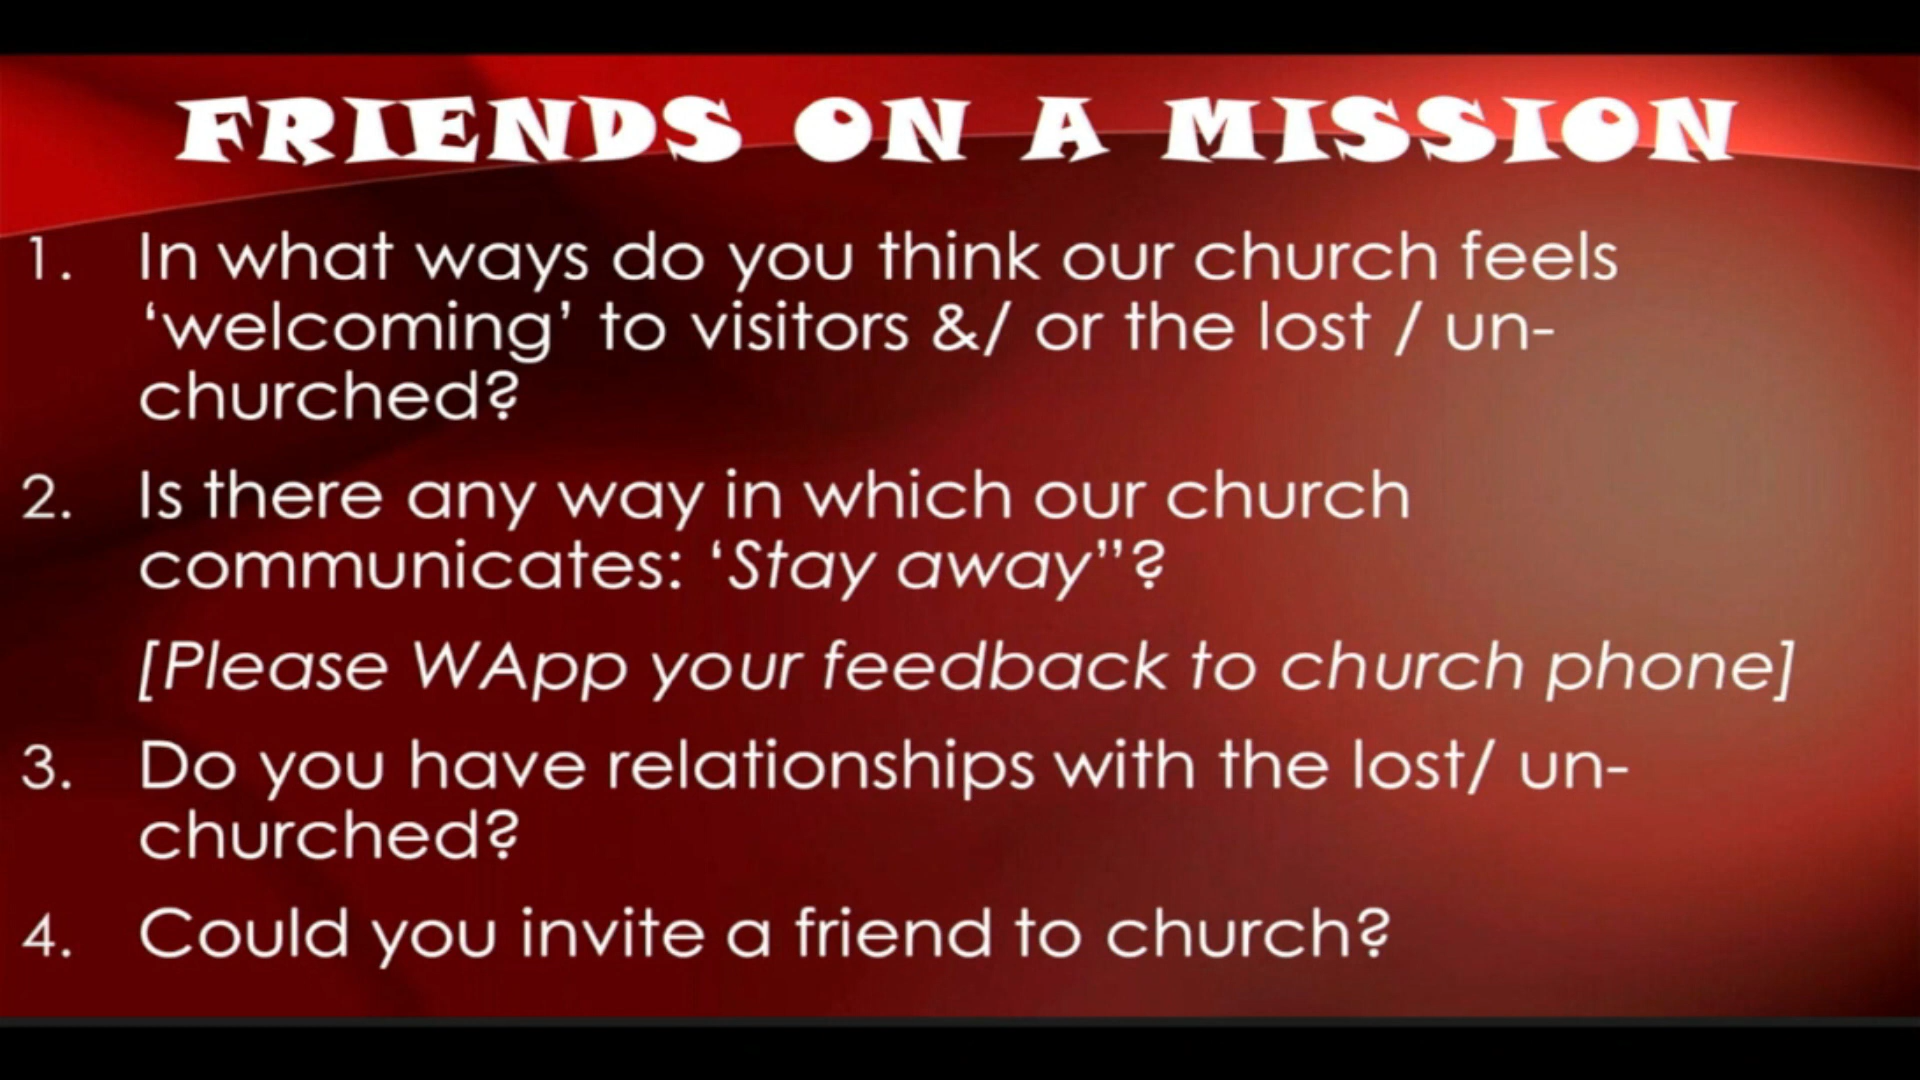 FRIENDS ON A MISSION
1. In what ways do you think our church feels
‘welcoming’ to visitors &/ or the lost / un-
churched?
2. Is there any way in which our church
communicates: ‘Stay away”?
[Please WApp your feedback to church phone]
3. Do you have relationships with the lost/ un-
churched?
4. Could you invite a friend to church?